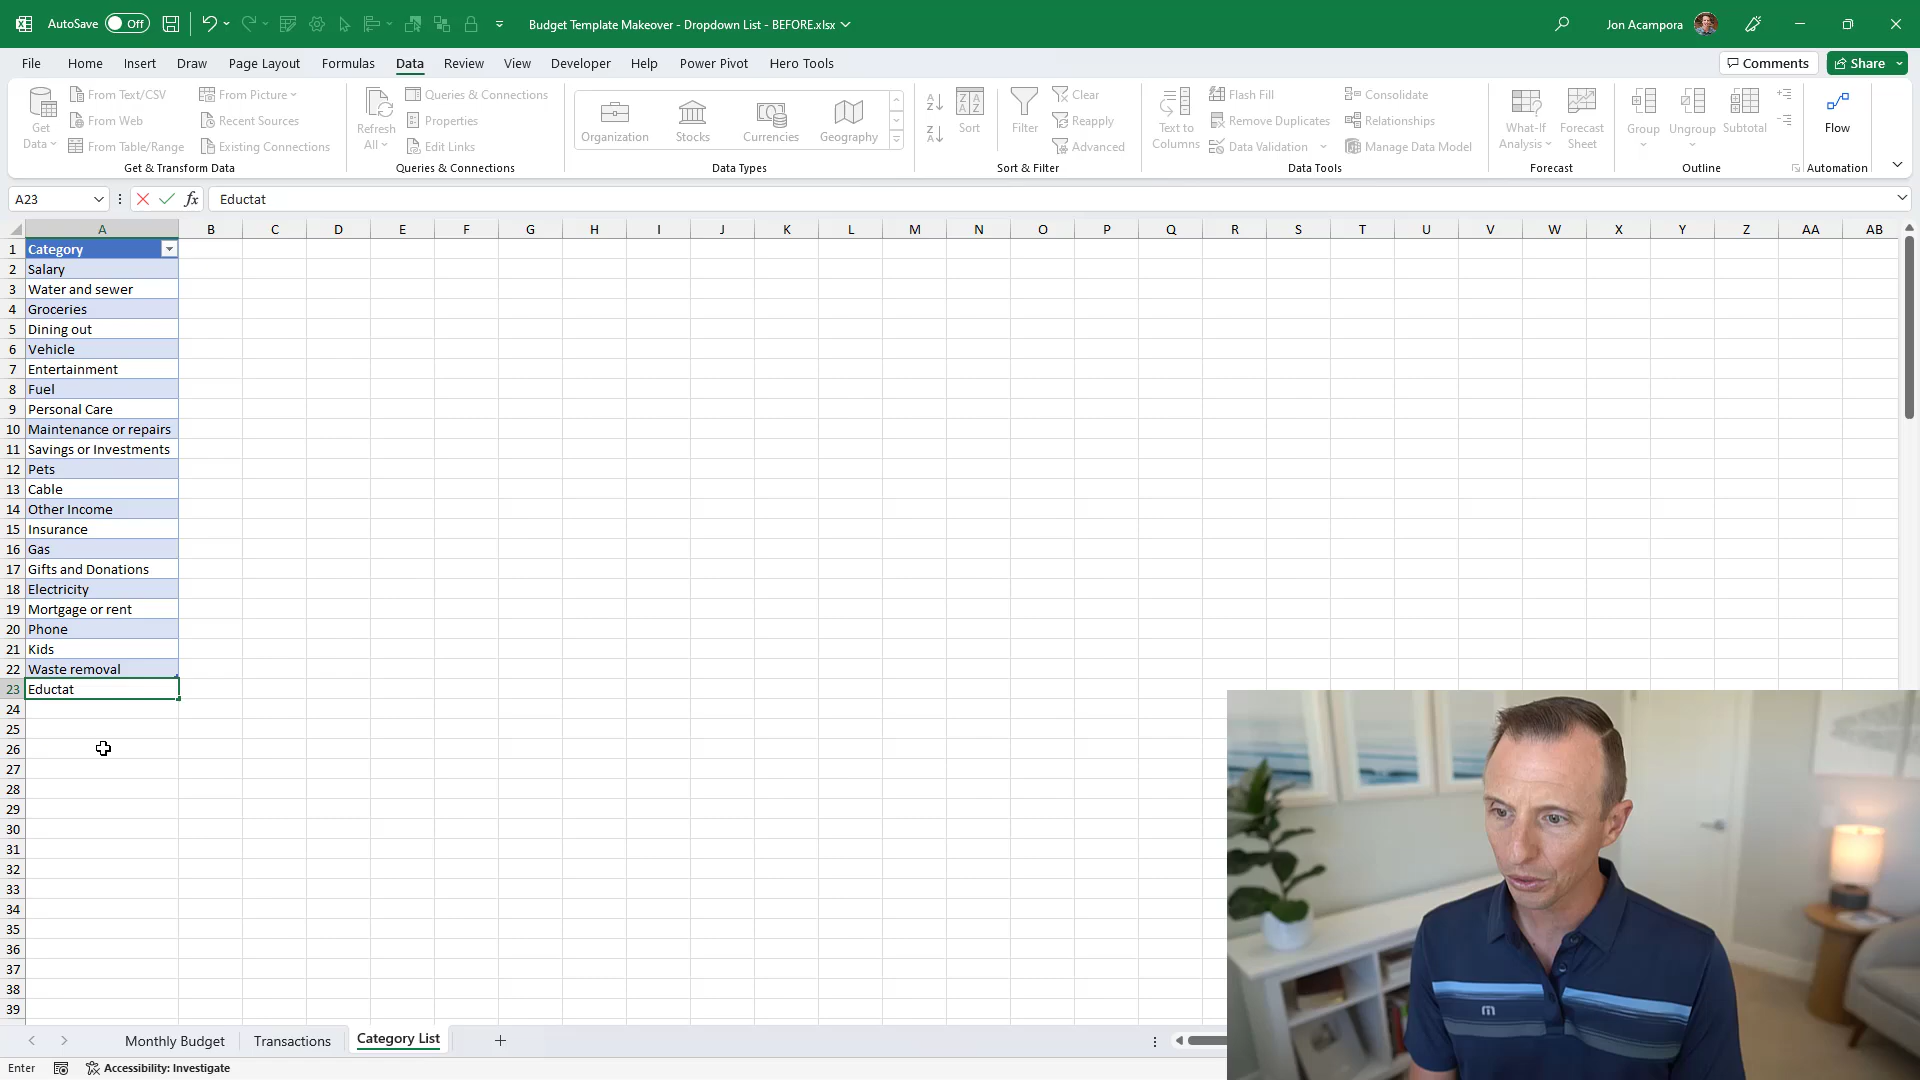 AutoSave Off Budget Template Makeover - Dropdown List - BEFORE.xlsx Jon Acampora
File Home Insert Draw Page Layout Formulas Data Review View Developer Help Power Pivot Hero Tools Comments Share
Get Data
From Text/CSV
From Web
From Table/Range
From Picture
Recent Sources
Existing Connections
Get & Transform Data
Refresh All
Queries & Connections
Properties
Edit Links
Queries & Connections
Organization Stocks Currencies Geography
Data Types
Sort
Filter
Clear
Reapply
Advanced
Sort & Filter
Text to Columns
Flash Fill
Remove Duplicates
Data Validation
Consolidate
Relationships
Manage Data Model
Data Tools
What-If Analysis
Forecast Sheet
Forecast
Group
Ungroup
Subtotal
Outline
Flow
Automation
A23 fx Eductat
A B C D E F G H I J K L M N O P Q R S T U V W X Y Z AA AB
1 Category
2 Salary
3 Water and sewer
4 Groceries
5 Dining out
6 Vehicle
7 Entertainment
8 Fuel
9 Personal Care
10 Maintenance or repairs
11 Savings or Investments
12 Pets
13 Cable
14 Other Income
15 Insurance
16 Gas
17 Gifts and Donations
18 Electricity
19 Mortgage or rent
20 Phone
21 Kids
22 Waste removal
23 Eductat
24
25
26
27
28
29
30
31
32
33
34
35
36
37
38
39
Monthly Budget Transactions Category List
Enter Accessibility: Investigate